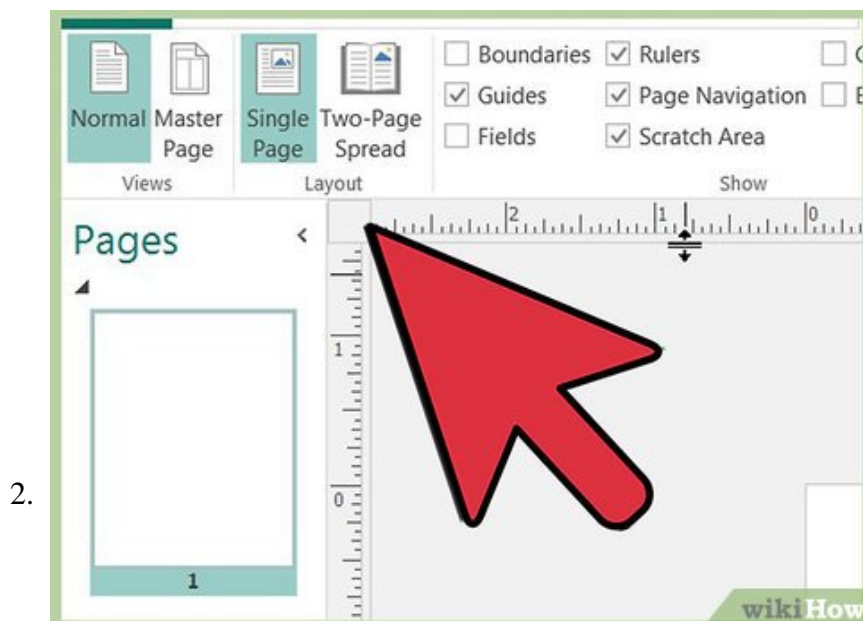 Boundaries Rulers
Guides Page Navigation
Fields Scratch Area
Normal Master Page Single Page Two-Page Spread
Views Layout Show
Pages <
2 1 0
1
0
1
2.
wikiHow